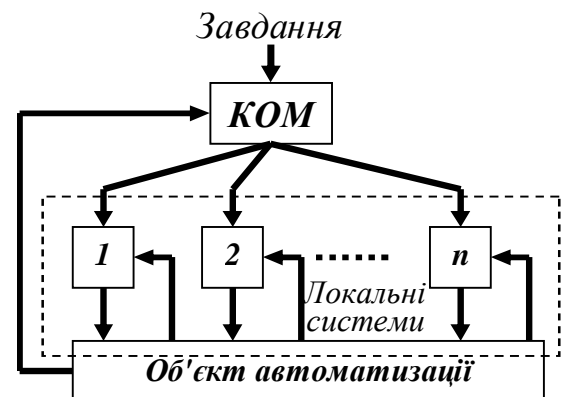 Завдання
КОМ
1
2
n
Локальні
системи
Об'єкт автоматизації